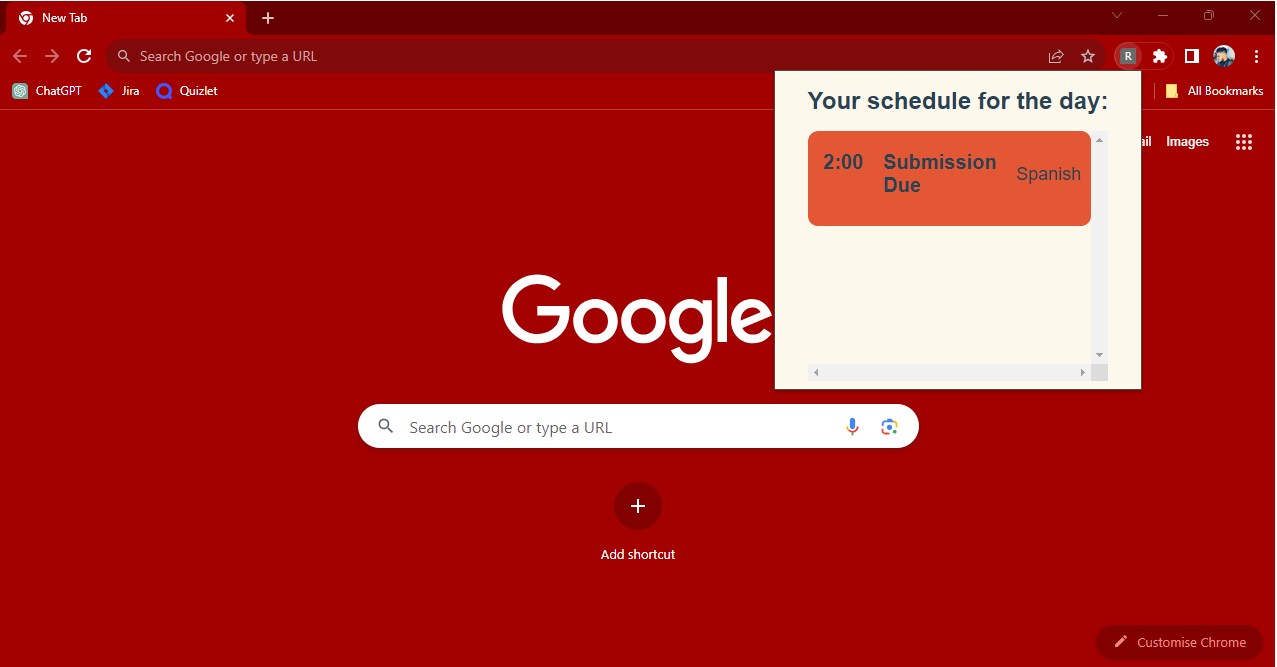 New Tab
Search Google or type a URL
R
ChatGPT
Jira
Quizlet
All Bookmarks
Your schedule for the day:
2:00
Submission
Due
Spanish
Images
Google
Search Google or type a URL
Add shortcut
Customise Chrome